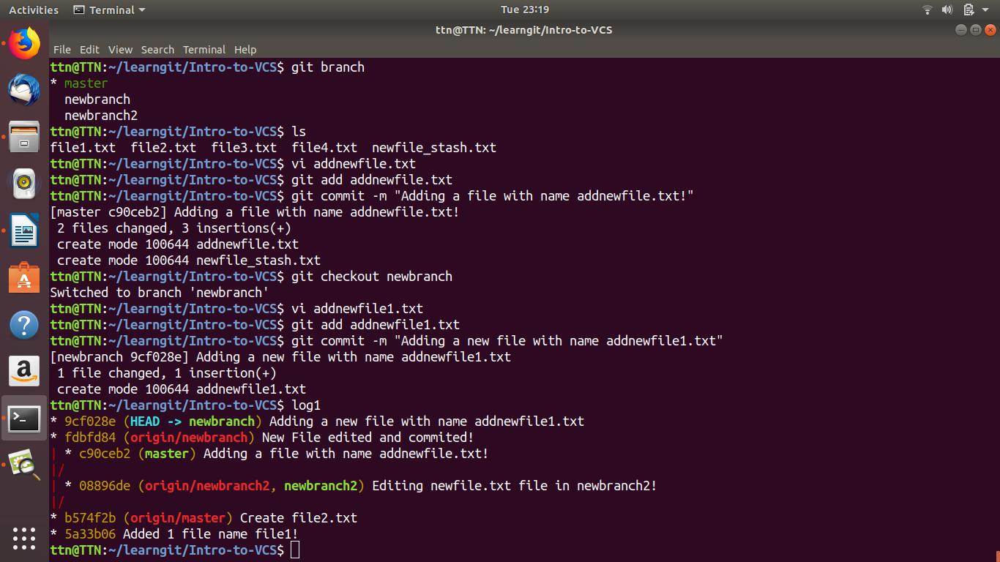 Activities Terminal Tue 23:19
ttn@TTN: ~/learngit/Intro-to-VCS
File Edit View Search Terminal Help
ttn@TTN:~/learngit/Intro-to-VCS$ git branch
* master
  newbranch
  newbranch2
ttn@TTN:~/learngit/Intro-to-VCS$ ls
file1.txt  file2.txt  file3.txt  file4.txt  newfile_stash.txt
ttn@TTN:~/learngit/Intro-to-VCS$ vi addnewfile.txt
ttn@TTN:~/learngit/Intro-to-VCS$ git add addnewfile.txt
ttn@TTN:~/learngit/Intro-to-VCS$ git commit -m "Adding a file with name addnewfile.txt!"
[master c90ceb2] Adding a file with name addnewfile.txt!
 2 files changed, 3 insertions(+)
 create mode 100644 addnewfile.txt
 create mode 100644 newfile_stash.txt
ttn@TTN:~/learngit/Intro-to-VCS$ git checkout newbranch
Switched to branch 'newbranch'
ttn@TTN:~/learngit/Intro-to-VCS$ vi addnewfile1.txt
ttn@TTN:~/learngit/Intro-to-VCS$ git add addnewfile1.txt
ttn@TTN:~/learngit/Intro-to-VCS$ git commit -m "Adding a new file with name addnewfile1.txt"
[newbranch 9cf028e] Adding a new file with name addnewfile1.txt
 1 file changed, 1 insertion(+)
 create mode 100644 addnewfile1.txt
ttn@TTN:~/learngit/Intro-to-VCS$ log1
* 9cf028e (HEAD -> newbranch) Adding a new file with name addnewfile1.txt
* fdbfd84 (origin/newbranch) New File edited and commited!
| * c90ceb2 (master) Adding a file with name addnewfile.txt!
|/
| * 08896de (origin/newbranch2, newbranch2) Editing newfile.txt file in newbranch2!
|/
* b574f2b (origin/master) Create file2.txt
* 5a33b06 Added 1 file name file1!
ttn@TTN:~/learngit/Intro-to-VCS$